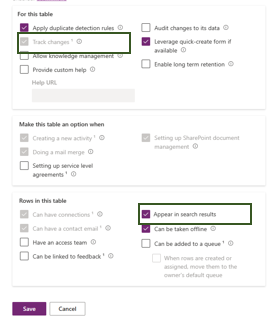 For this table
Apply duplicate detection rules
Track changes ¹
Allow knowledge management
Provide custom help
Help URL
Audit changes to its data
Leverage quick-create form if
available
Enable long term retention
Make this table an option when
Creating a new activity ¹
Doing a mail merge
Setting up service level
agreements ¹
Setting up SharePoint document
management
Rows in this table
Can have connections ¹
Can have a contact email ¹
Have an access team
Can be linked to feedback ¹
Appear in search results
Can be taken offline
Can be added to a queue ¹
When rows are created or
assigned, move them to the
owner's default queue
Save
Cancel